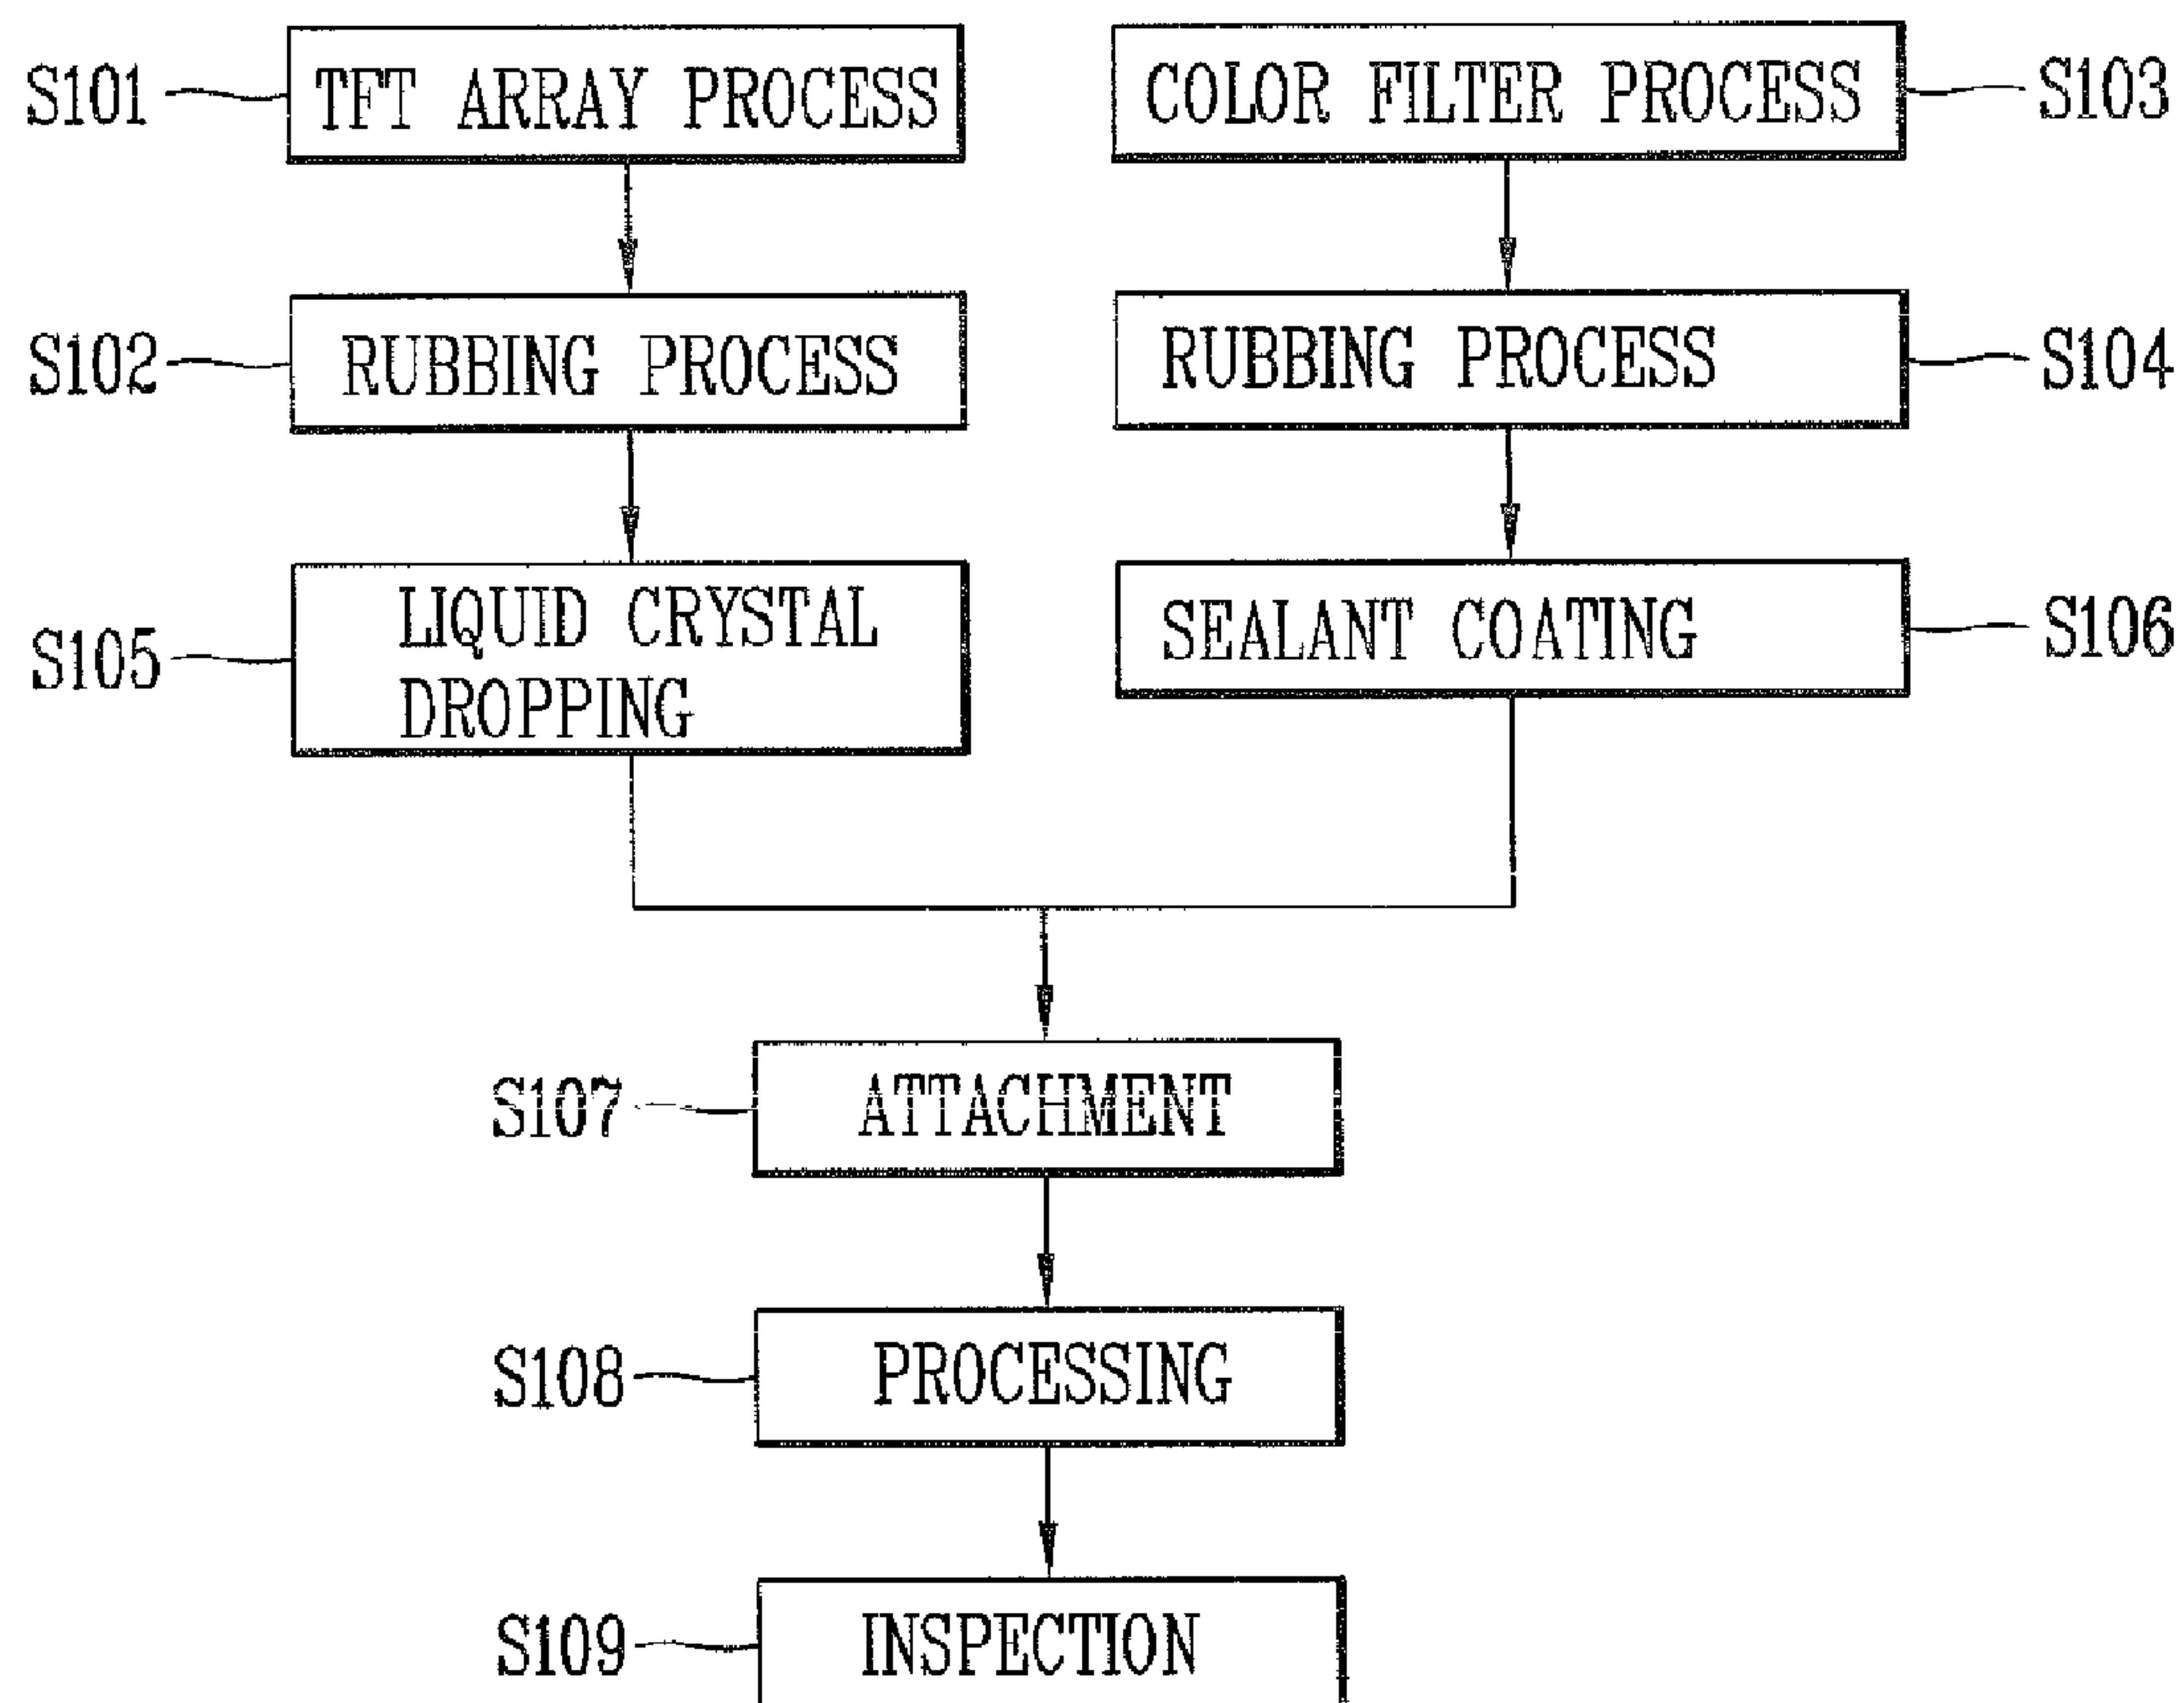 S101
TFT ARRAY PROCESS
COLOR FILTER PROCESS
S103
S102
RUBBING PROCESS
RUBBING PROCESS
S104
S105
LIQUID CRYSTAL
DROPPING
SEALANT COATING
S106
S107
ATTACHMENT
S108
PROCESSING
S109
INSPECTION